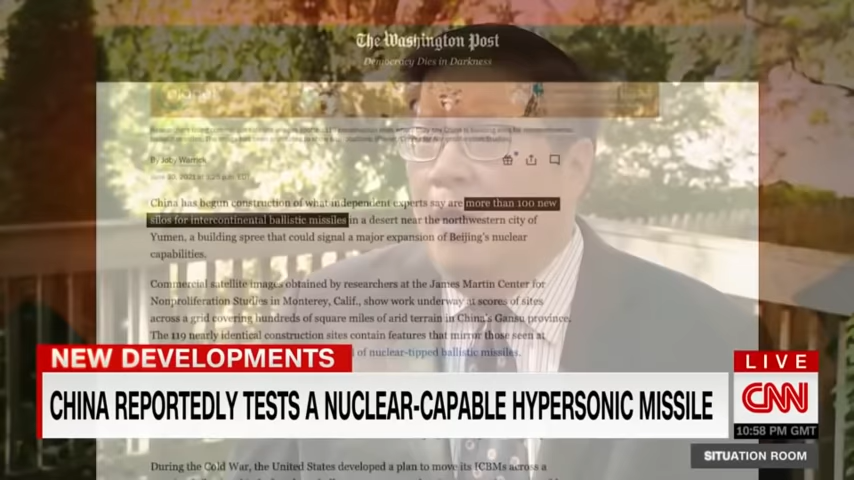 The Washington Post
Democracy Dies in Darkness
By Joby Warrick
June 30, 2021 at
China has begun construction of what independent experts say are more than 100 new
silos for intercontinental ballistic missiles in a desert near the northwestern city of
Yumen, a building spree that could signal a major expansion of Beijing's nuclear
capabilities.
Commercial satellite images obtained by researchers at the James Martin Center for
Nonproliferation Studies in Monterey, Calif., show work underway at scores of sites
across a grid covering hundreds of square miles of arid terrain in China's Gansu province.
The 119 nearly identical construction sites contain features that mirror those seen at
of nuclear-tipped ballistic missiles.
NEW DEVELOPMENTS
CHINA REPORTEDLY TESTS A NUCLEAR-CAPABLE HYPERSONIC MISSILE
LIVE
CNN
10:58 PM GMT
SITUATION ROOM
During the Cold War, the United States developed a plan to move its ICBMs across a